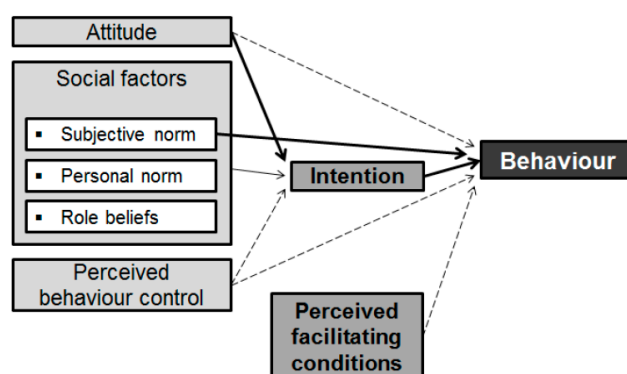 Attitude
Social factors
▪ Subjective norm
▪ Personal norm
▪ Role beliefs
Perceived
behaviour control
Intention
Behaviour
Perceived
facilitating
conditions